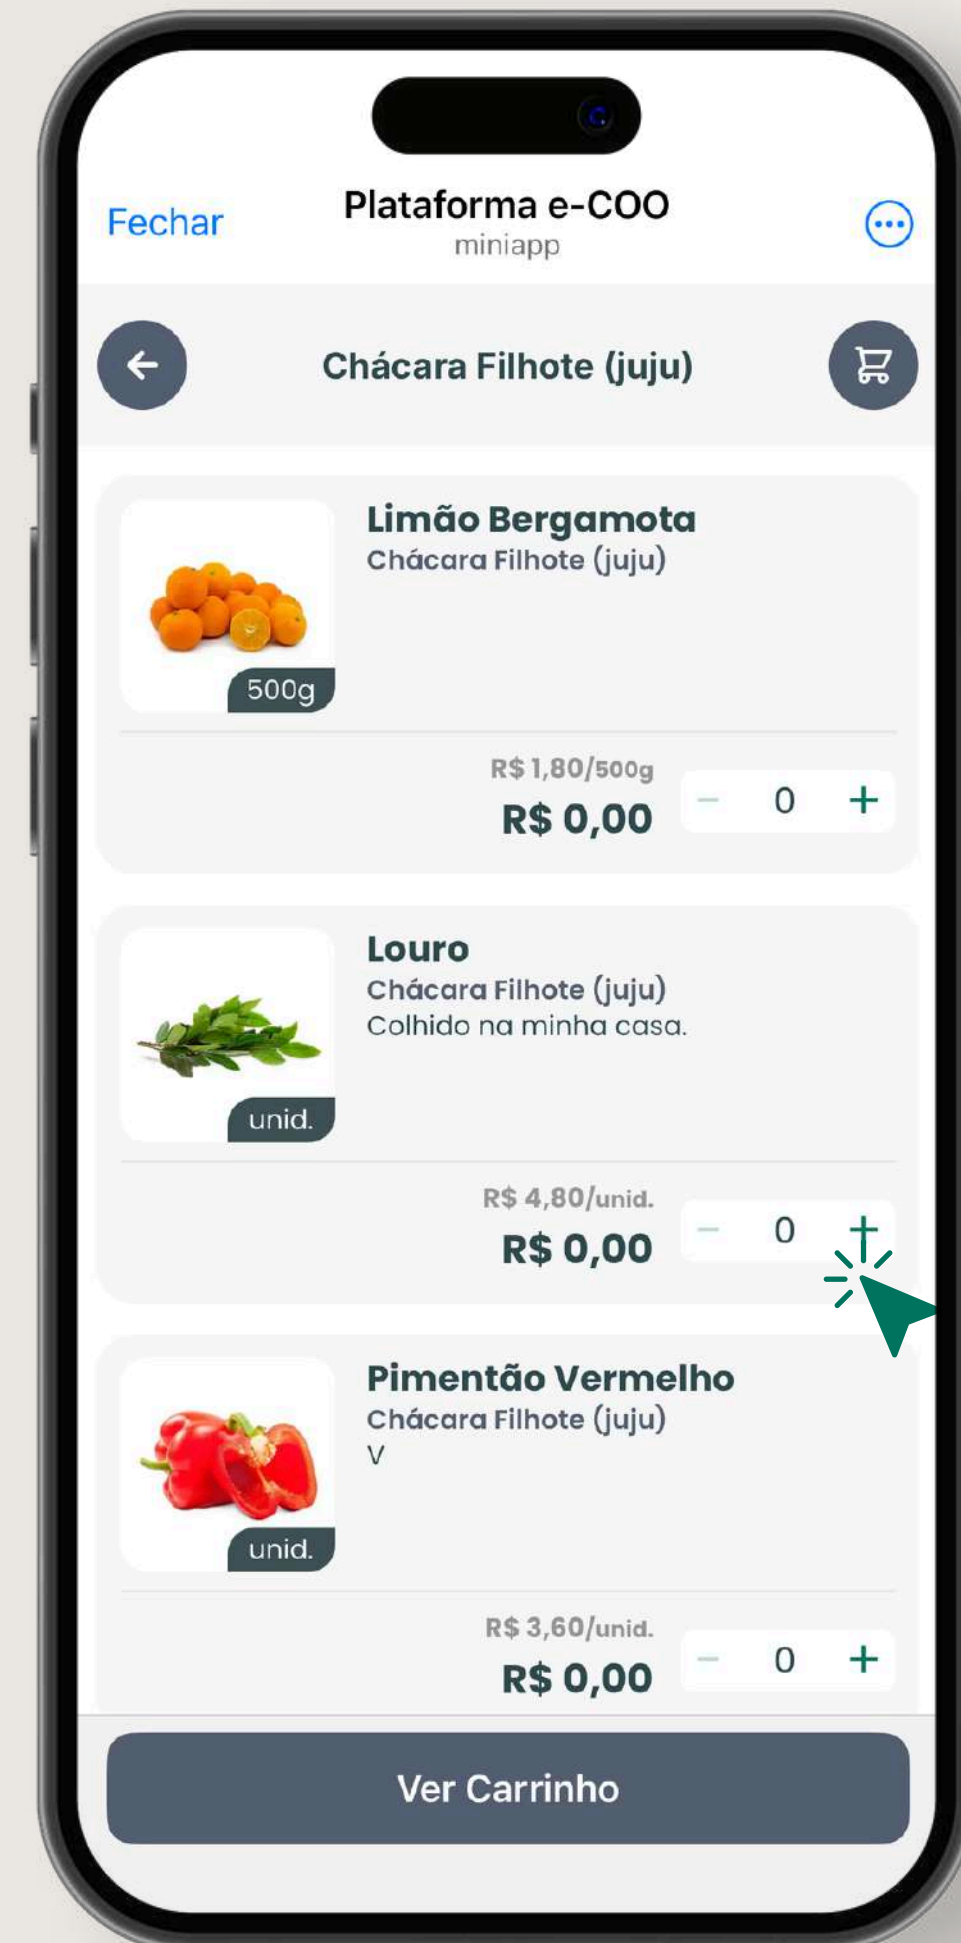 Fechar
Plataforma e-COO
miniapp
Chácara Filhote (juju)
Limão Bergamota
Chácara Filhote (juju)
500g
R$ 1,80/500g
R$ 0,00
− 0 +
Louro
Chácara Filhote (juju)
Colhido na minha casa.
unid.
R$ 4,80/unid.
R$ 0,00
− 0 +
Pimentão Vermelho
Chácara Filhote (juju)
V
unid.
R$ 3,60/unid.
R$ 0,00
− 0 +
Ver Carrinho